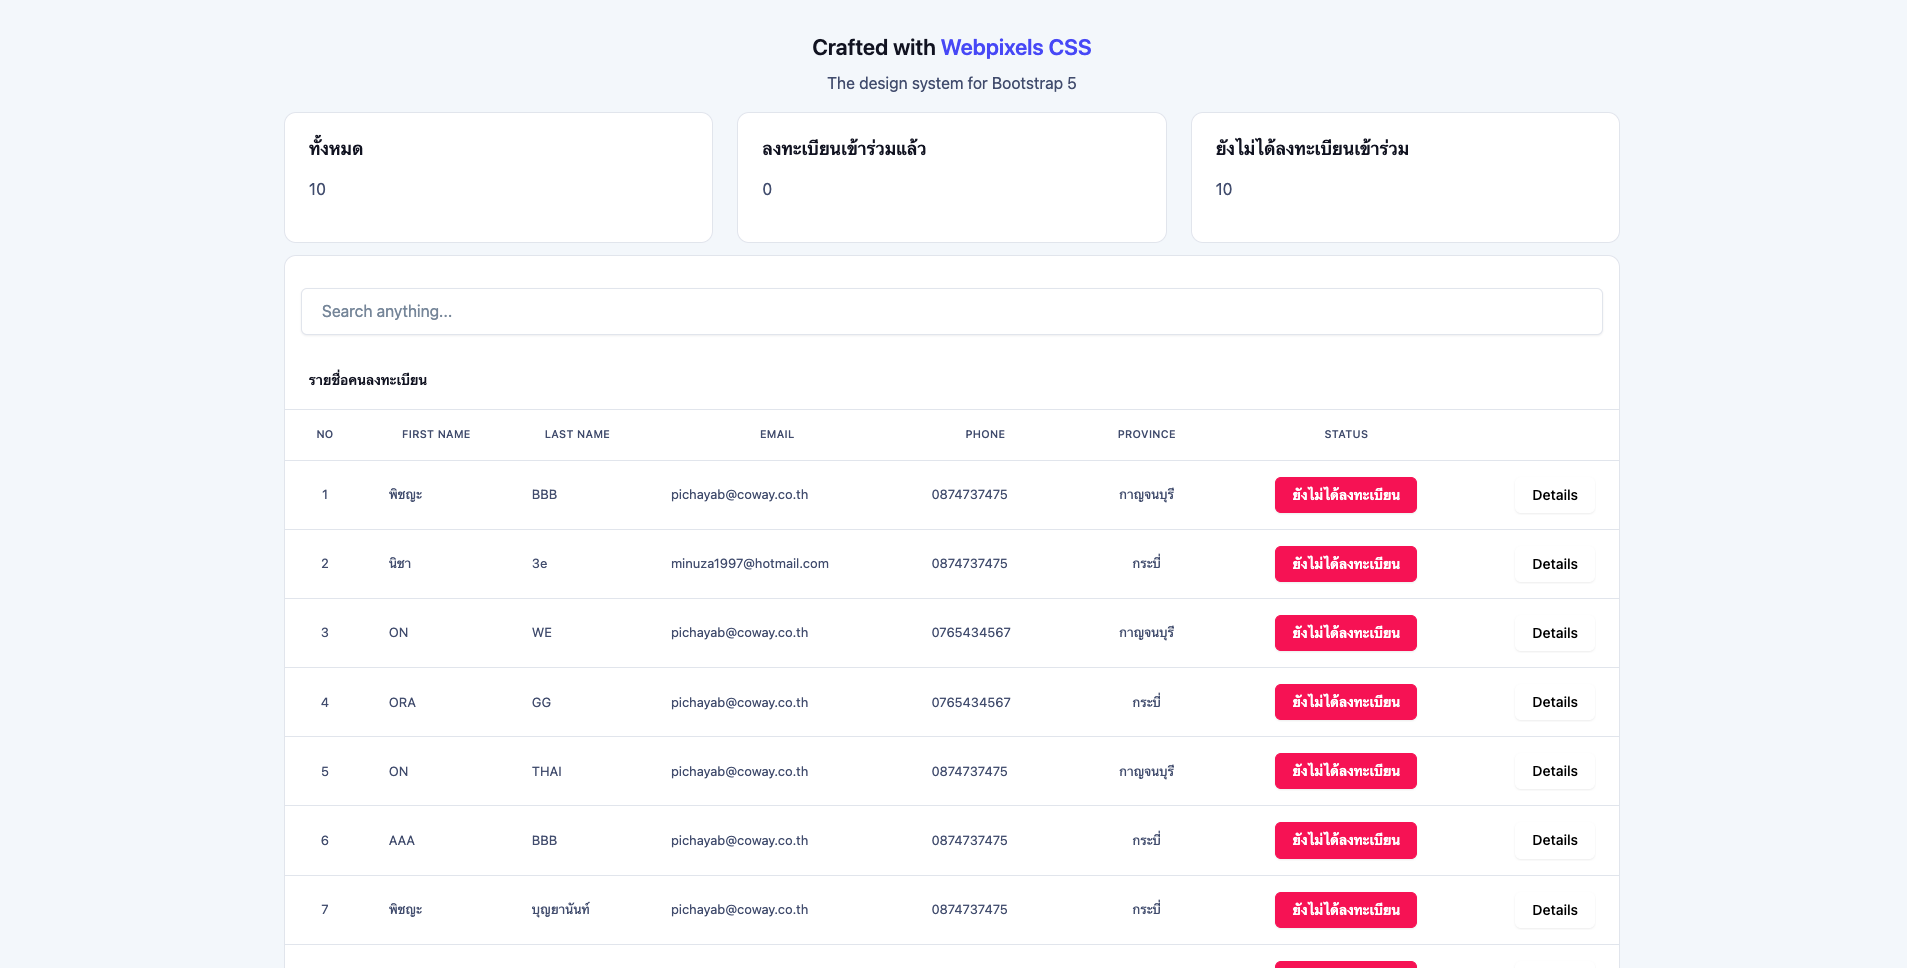 Crafted with Webpixels CSS
The design system for Bootstrap 5
ทั้งหมด
10
ลงทะเบียนเข้าร่วมแล้ว
0
ยังไม่ได้ลงทะเบียนเข้าร่วม
10
Search anything...
รายชื่อคนลงทะเบียน
NO FIRST NAME LAST NAME EMAIL PHONE PROVINCE STATUS
1 พิชญะ BBB pichayab@coway.co.th 0874737475 กาญจนบุรี ยังไม่ได้ลงทะเบียน Details
2 นิชา 3e minuza1997@hotmail.com 0874737475 กระบี่ ยังไม่ได้ลงทะเบียน Details
3 ON WE pichayab@coway.co.th 0765434567 กาญจนบุรี ยังไม่ได้ลงทะเบียน Details
4 ORA GG pichayab@coway.co.th 0765434567 กระบี่ ยังไม่ได้ลงทะเบียน Details
5 ON THAI pichayab@coway.co.th 0874737475 กาญจนบุรี ยังไม่ได้ลงทะเบียน Details
6 AAA BBB pichayab@coway.co.th 0874737475 กระบี่ ยังไม่ได้ลงทะเบียน Details
7 พิชญะ บุญยานันท์ pichayab@coway.co.th 0874737475 กระบี่ ยังไม่ได้ลงทะเบียน Details